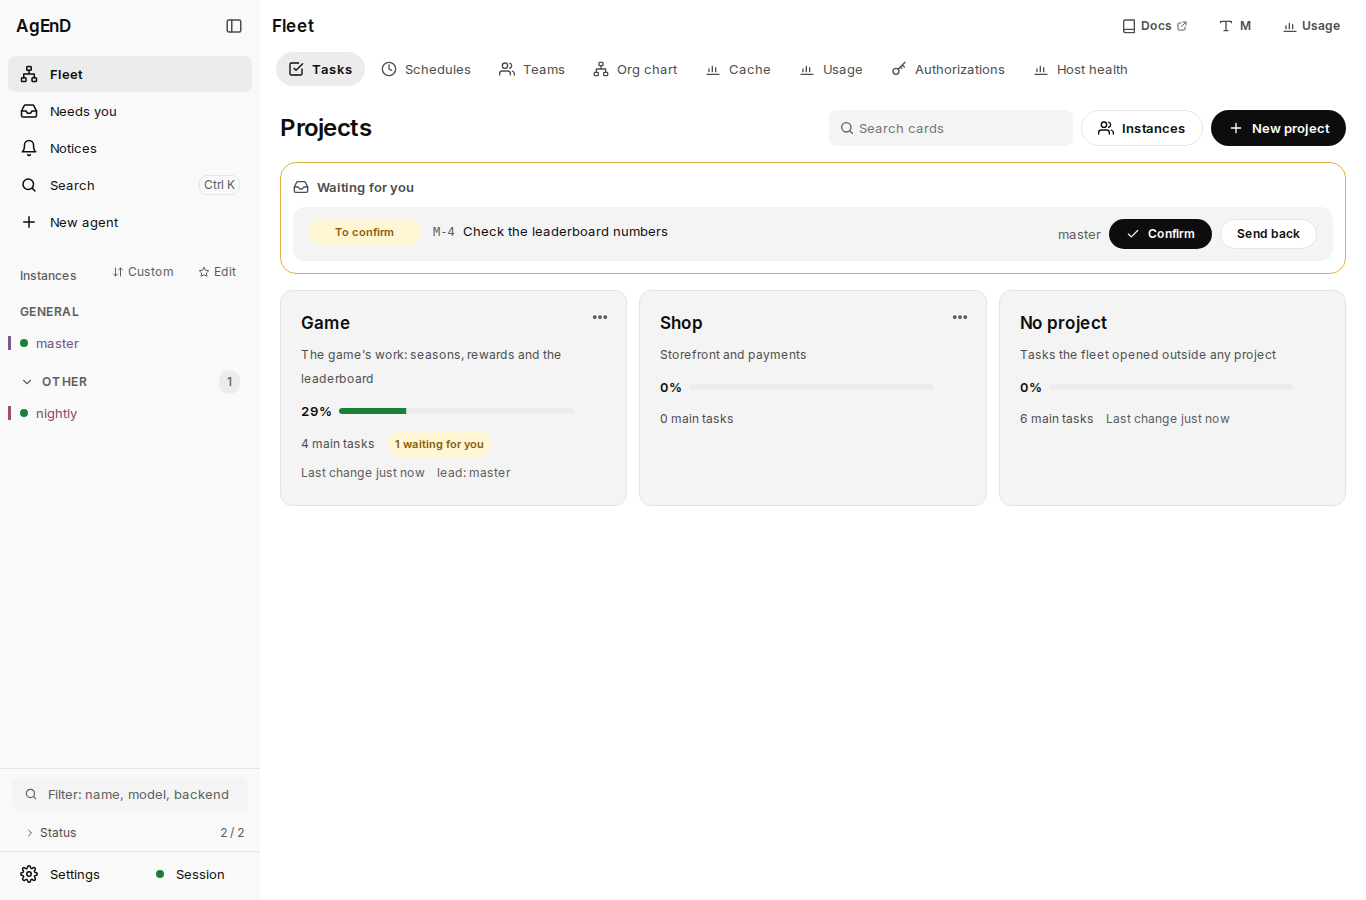 AgEnD
Fleet
Needs you
Notices
Search Ctrl K
New agent
Instances Custom Edit
GENERAL
master
OTHER 1
nightly
Filter: name, model, backend
Status 2 / 2
Settings Session
Fleet Docs M Usage
Tasks Schedules Teams Org chart Cache Usage Authorizations Host health
Projects Search cards Instances New project
Waiting for you
To confirm M-4 Check the leaderboard numbers master Confirm Send back
Game
The game's work: seasons, rewards and the
leaderboard
29%
4 main tasks 1 waiting for you
Last change just now lead: master
Shop
Storefront and payments
0%
0 main tasks
No project
Tasks the fleet opened outside any project
0%
6 main tasks Last change just now